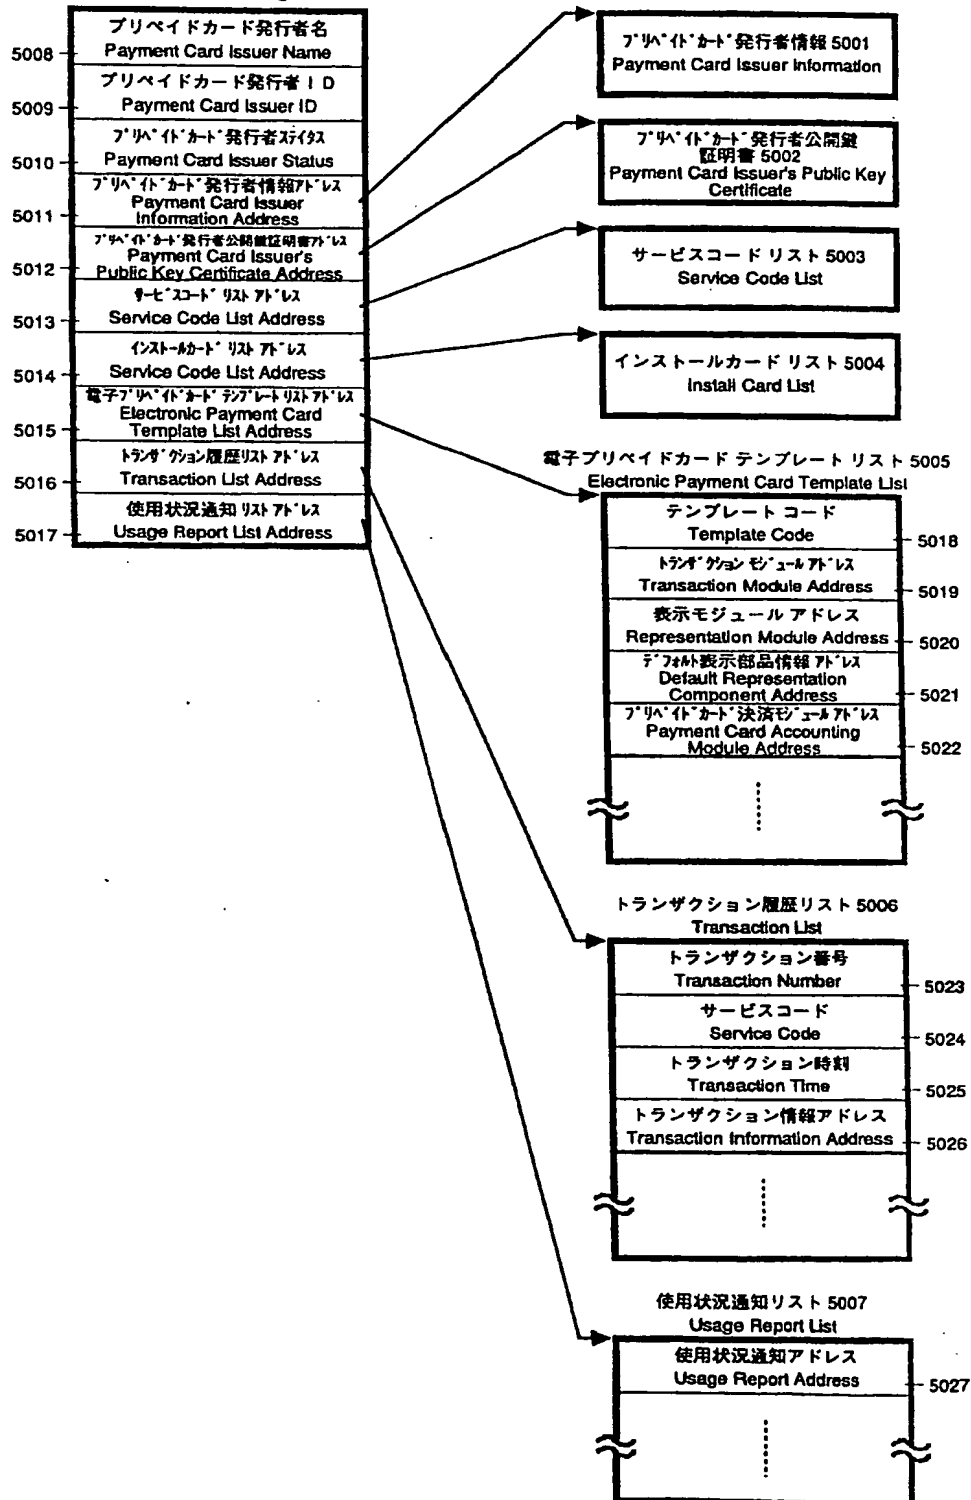 プリペイドカード発行者名
5008
Payment Card Issuer Name
プリペイドカード発行者ID
5009
Payment Card Issuer ID
プリペイドカード発行者ステイタス
5010
Payment Card Issuer Status
プリペイドカード発行者情報アドレス
Payment Card Issuer
5011
Information Address
プリペイドカード発行者公開鍵証明書アドレス
Payment Card Issuer's
5012
Public Key Certificate Address
サービスコード リスト アドレス
5013
Service Code List Address
インストールカード リスト アドレス
5014
Service Code List Address
電子プリペイドカード テンプレート リスト アドレス
Electronic Payment Card
5015
Template List Address
トランザクション履歴リスト アドレス
5016
Transaction List Address
使用状況通知 リスト アドレス
5017
Usage Report List Address
プリペイドカード発行者情報 5001
Payment Card Issuer Information
プリペイドカード発行者公開鍵
証明書 5002
Payment Card Issuer's Public Key
Certificate
サービスコード リスト 5003
Service Code List
インストールカード リスト 5004
Install Card List
電子プリペイドカード テンプレート リスト 5005
Electronic Payment Card Template List
テンプレート コード
Template Code
5018
トランザクション モジュール アドレス
Transaction Module Address
5019
表示モジュール アドレス
Representation Module Address
5020
デフォルト表示部品情報 アドレス
Default Representation
Component Address
5021
プリペイドカード決済モジュール アドレス
Payment Card Accounting
Module Address
5022
トランザクション履歴リスト 5006
Transaction List
トランザクション番号
Transaction Number
5023
サービスコード
Service Code
5024
トランザクション時刻
Transaction Time
5025
トランザクション情報アドレス
Transaction Information Address
5026
使用状況通知リスト 5007
Usage Report List
使用状況通知アドレス
Usage Report Address
5027